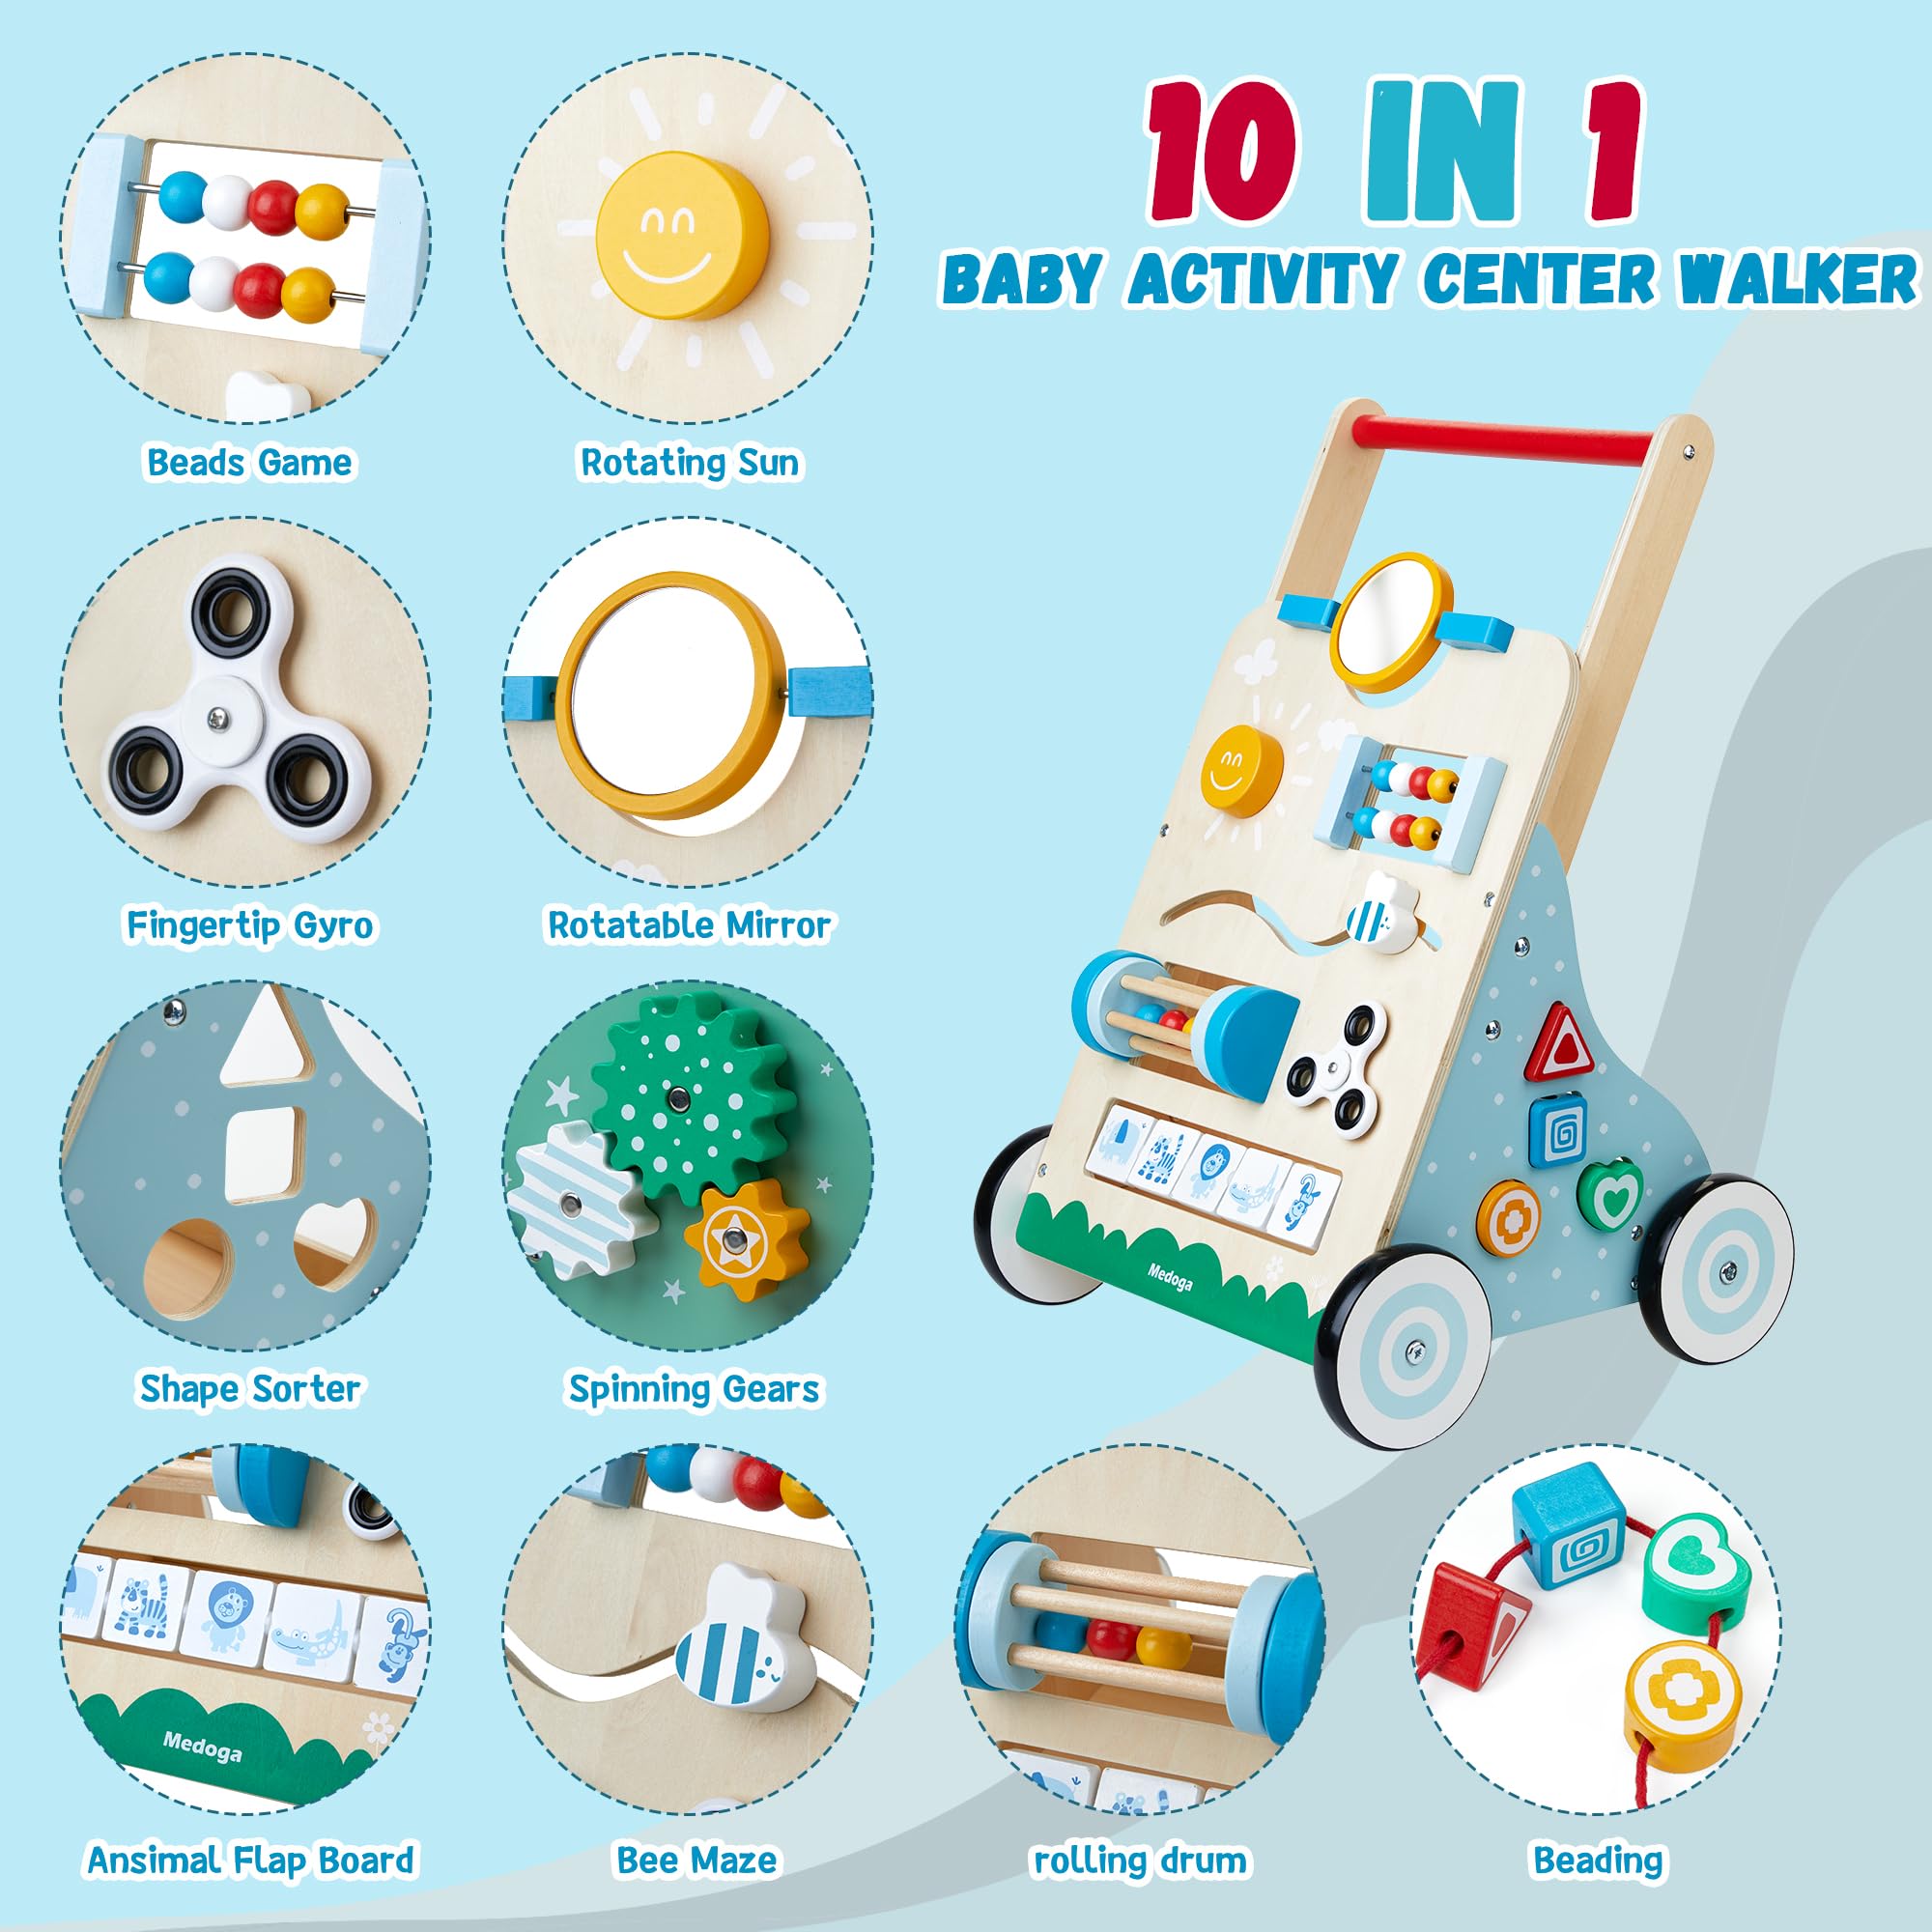 10 IN 1
BABY ACTIVITY CENTER WALKER
Beads Game
Rotating Sun
Fingertip Gyro
Rotatable Mirror
Shape Sorter
Spinning Gears
Medoga
Medoga
Ansimal Flap Board
Bee Maze
rolling drum
Beading